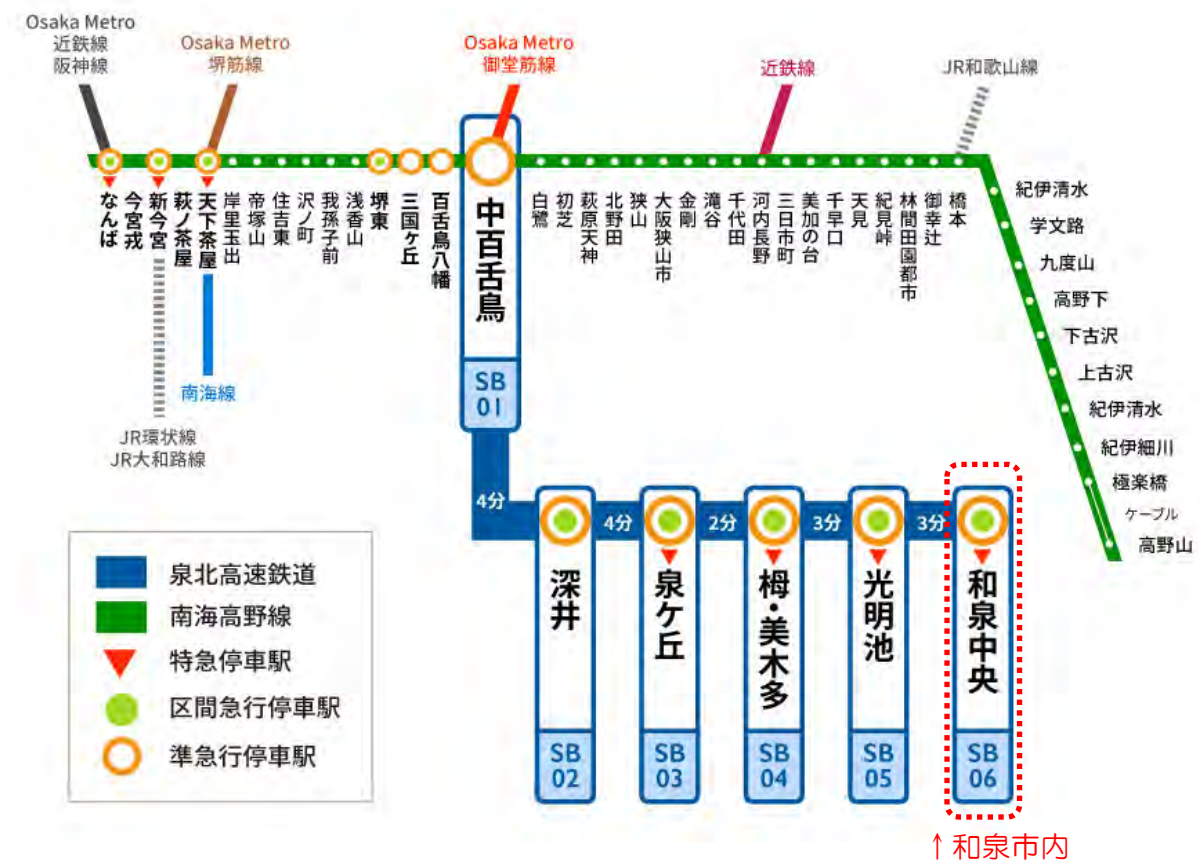 Osaka Metro
近鉄線
阪神線
Osaka Metro
堺筋線
Osaka Metro
御堂筋線
近鉄線
JR和歌山線
なんば
今宮戎
新今宮
萩ノ茶屋
天下茶屋
岸里玉出
帝塚山
住吉東
沢ノ町
我孫子前
浅香山
堺東
三国ヶ丘
百舌鳥八幡
中百舌鳥
SB
01
白鷺
初芝
萩原天神
北野田
狭山
大阪狭山市
金剛
滝谷
千代田
河内長野
三日市町
美加の台
千早口
天見
紀見峠
林間田園都市
御幸辻
橋本
紀伊清水
学文路
九度山
高野下
下古沢
上古沢
紀伊清水
紀伊細川
極楽橋
ケーブル
高野山
南海線
JR環状線
JR大和路線
4分
4分
2分
3分
3分
深井
SB
02
泉ケ丘
SB
03
栂・美木多
SB
04
光明池
SB
05
和泉中央
SB
06
↑和泉市内
泉北高速鉄道
南海高野線
特急停車駅
区間急行停車駅
準急行停車駅